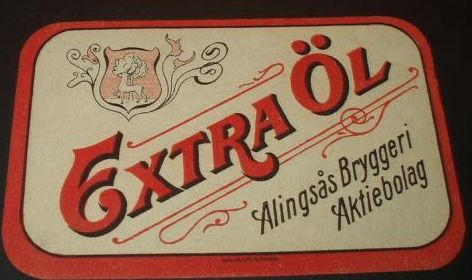 EXTRA ÖL
Alingsås Bryggeri
Aktiebolag